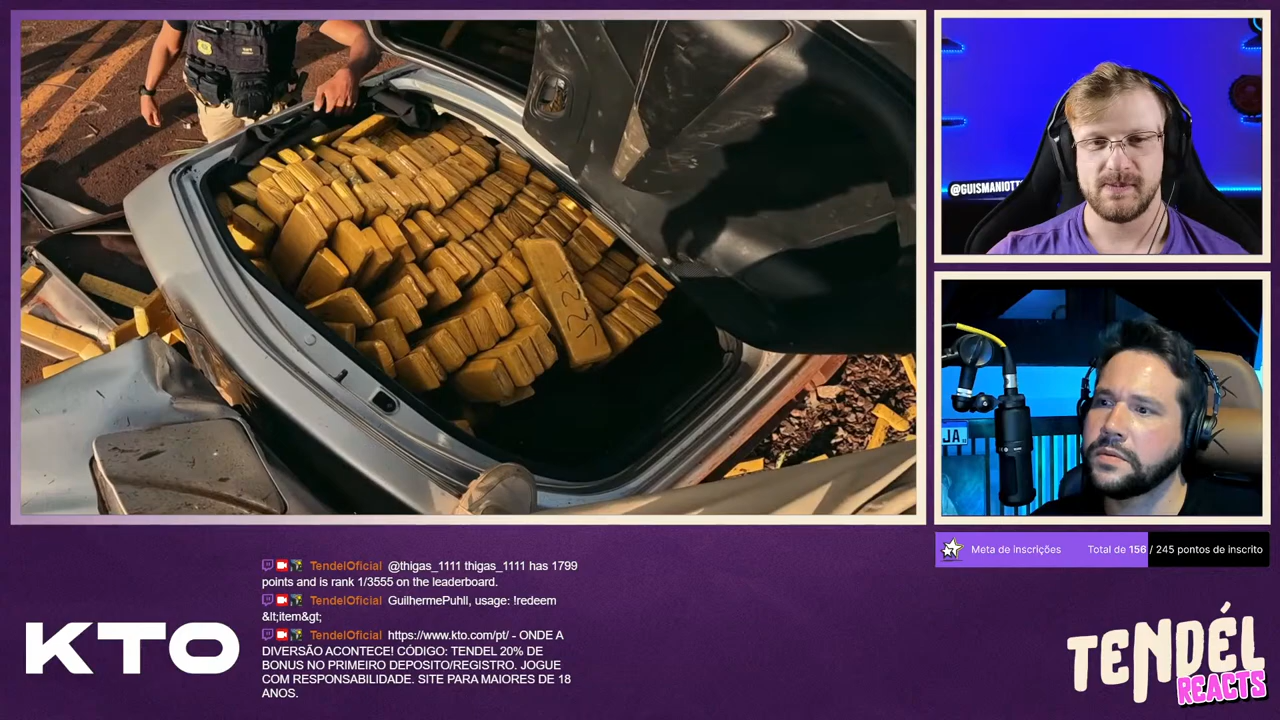 @GUISMANIOTT
JA
Meta de Inscrições Total de 156 / 245 pontos de inscrito
TendelOficial @thigas_1111 thigas_1111 has 1799
points and is rank 1/3555 on the leaderboard.
TendelOficial GuilhermePuhll, usage: !redeem
&lt;item&gt;
TendelOficial https://www.kto.com/pt/ - ONDE A
DIVERSÃO ACONTECE! CÓDIGO: TENDEL 20% DE
BONUS NO PRIMEIRO DEPOSITO/REGISTRO. JOGUE
COM RESPONSABILIDADE. SITE PARA MAIORES DE 18
ANOS.
KTO
TENDÉL
REACTS